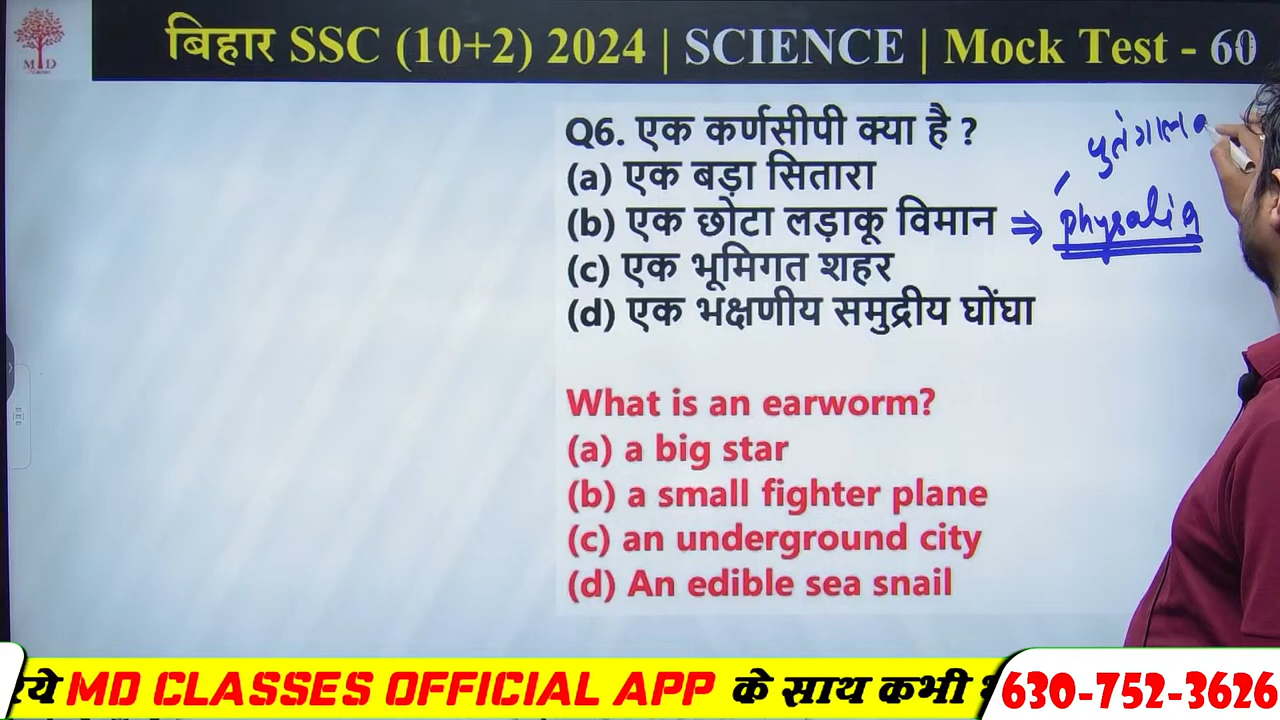 बिहार SSC (10+2) 2024 | SCIENCE | Mock Test - 60
M D
Q6. एक कर्णसीपी क्या है ?
(a) एक बड़ा सितारा
(b) एक छोटा लड़ाकू विमान
(c) एक भूमिगत शहर
(d) एक भक्षणीय समुद्रीय घोंघा
पुर्तगाल
⇒ physalia
What is an earworm?
(a) a big star
(b) a small fighter plane
(c) an underground city
(d) An edible sea snail
MD CLASSES OFFICIAL APP के साथ कभी
630-752-3626